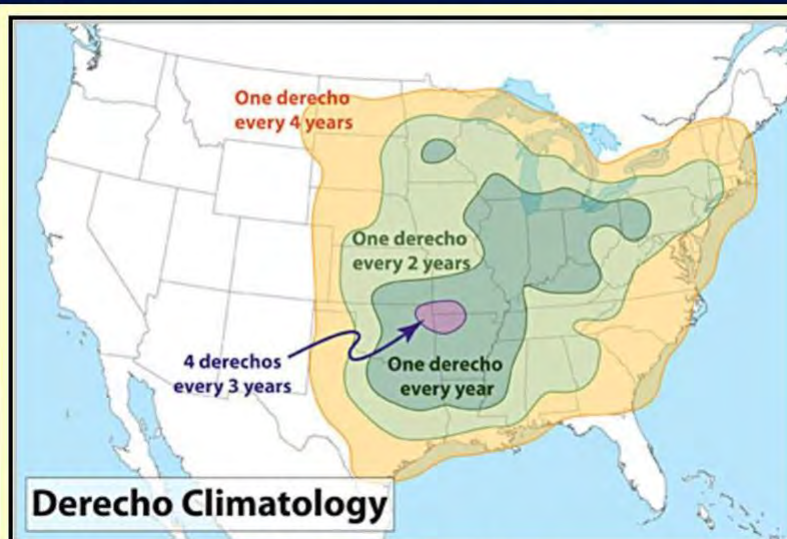 One derecho
every 4 years
One derecho
every 2 years
4 derechos
every 3 years
One derecho
every year
Derecho Climatology